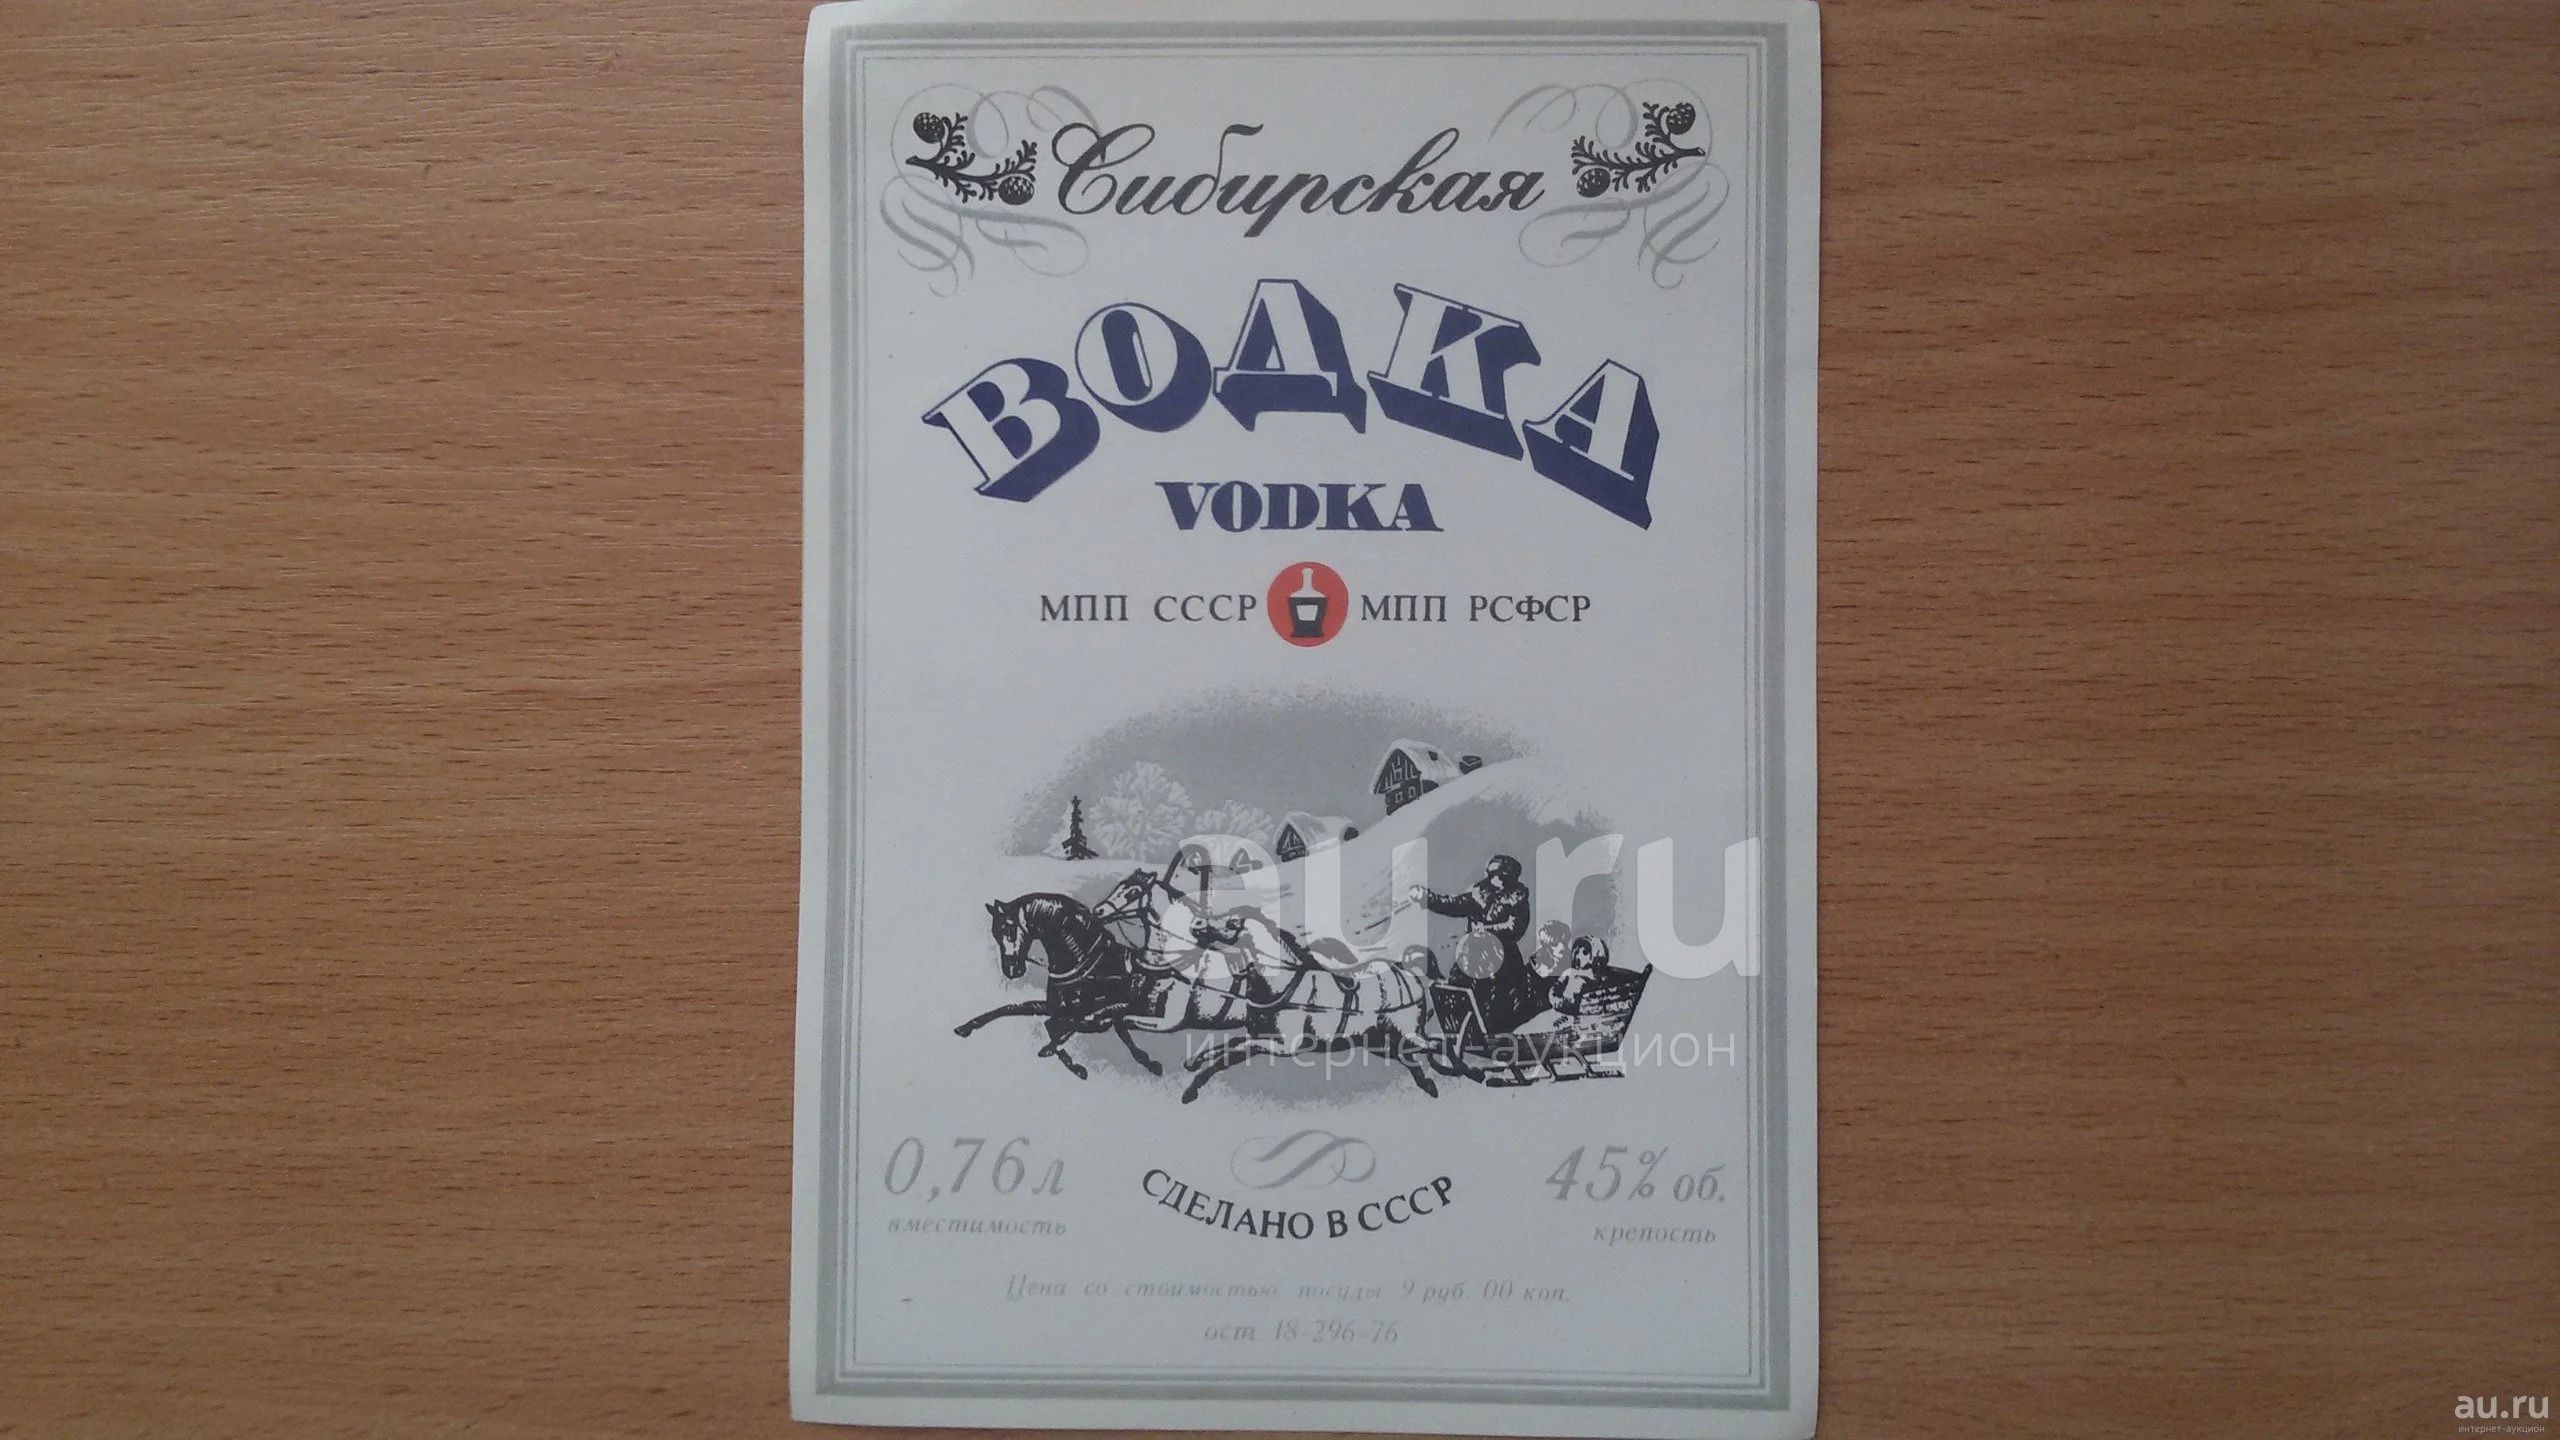 Сибирская
ВОДКА
VODKA
МПП СССР МПП РСФСР
au.ru
интернет-аукцион
0,76 л
вместимость
СДЕЛАНО В СССР
45% об.
крепость
Цена со стоимостью посуды 9 руб. 00 коп.
ост 18-296-76
au.ru
интернет-аукцион